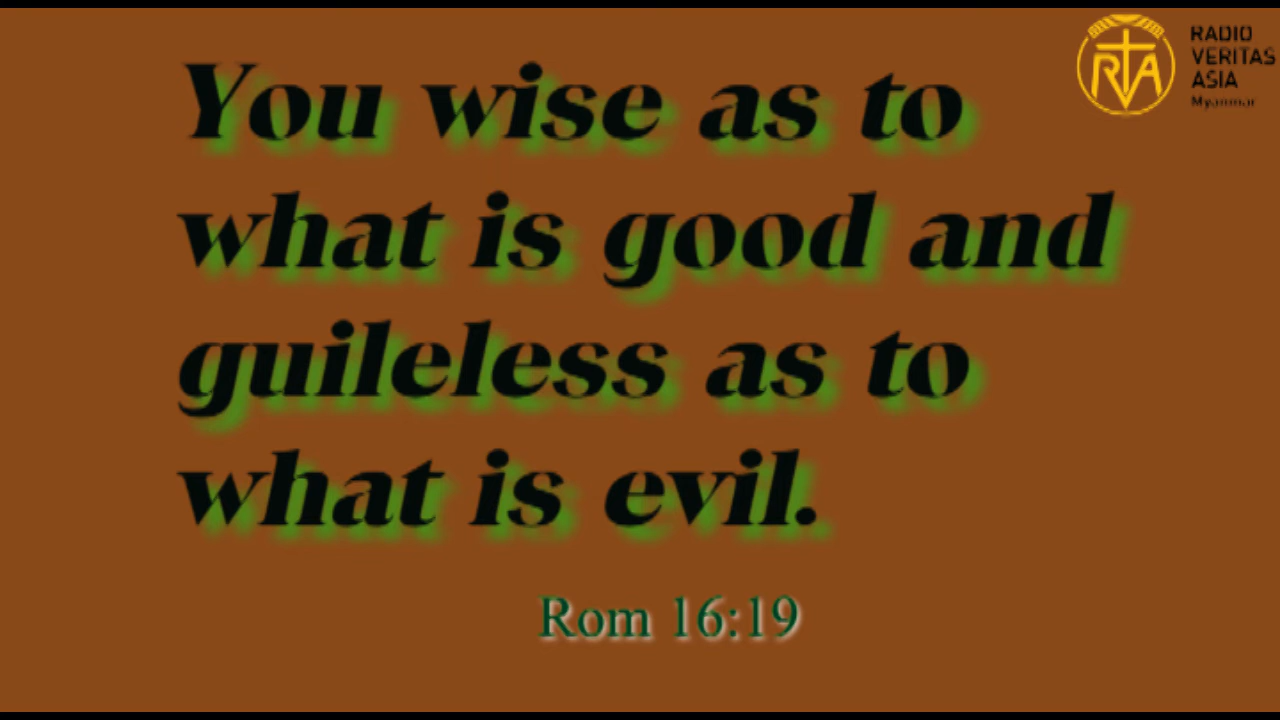 RADIO
VERITAS
ASIA
Myanmar
You wise as to
what is good and
guileless as to
what is evil.
Rom 16:19